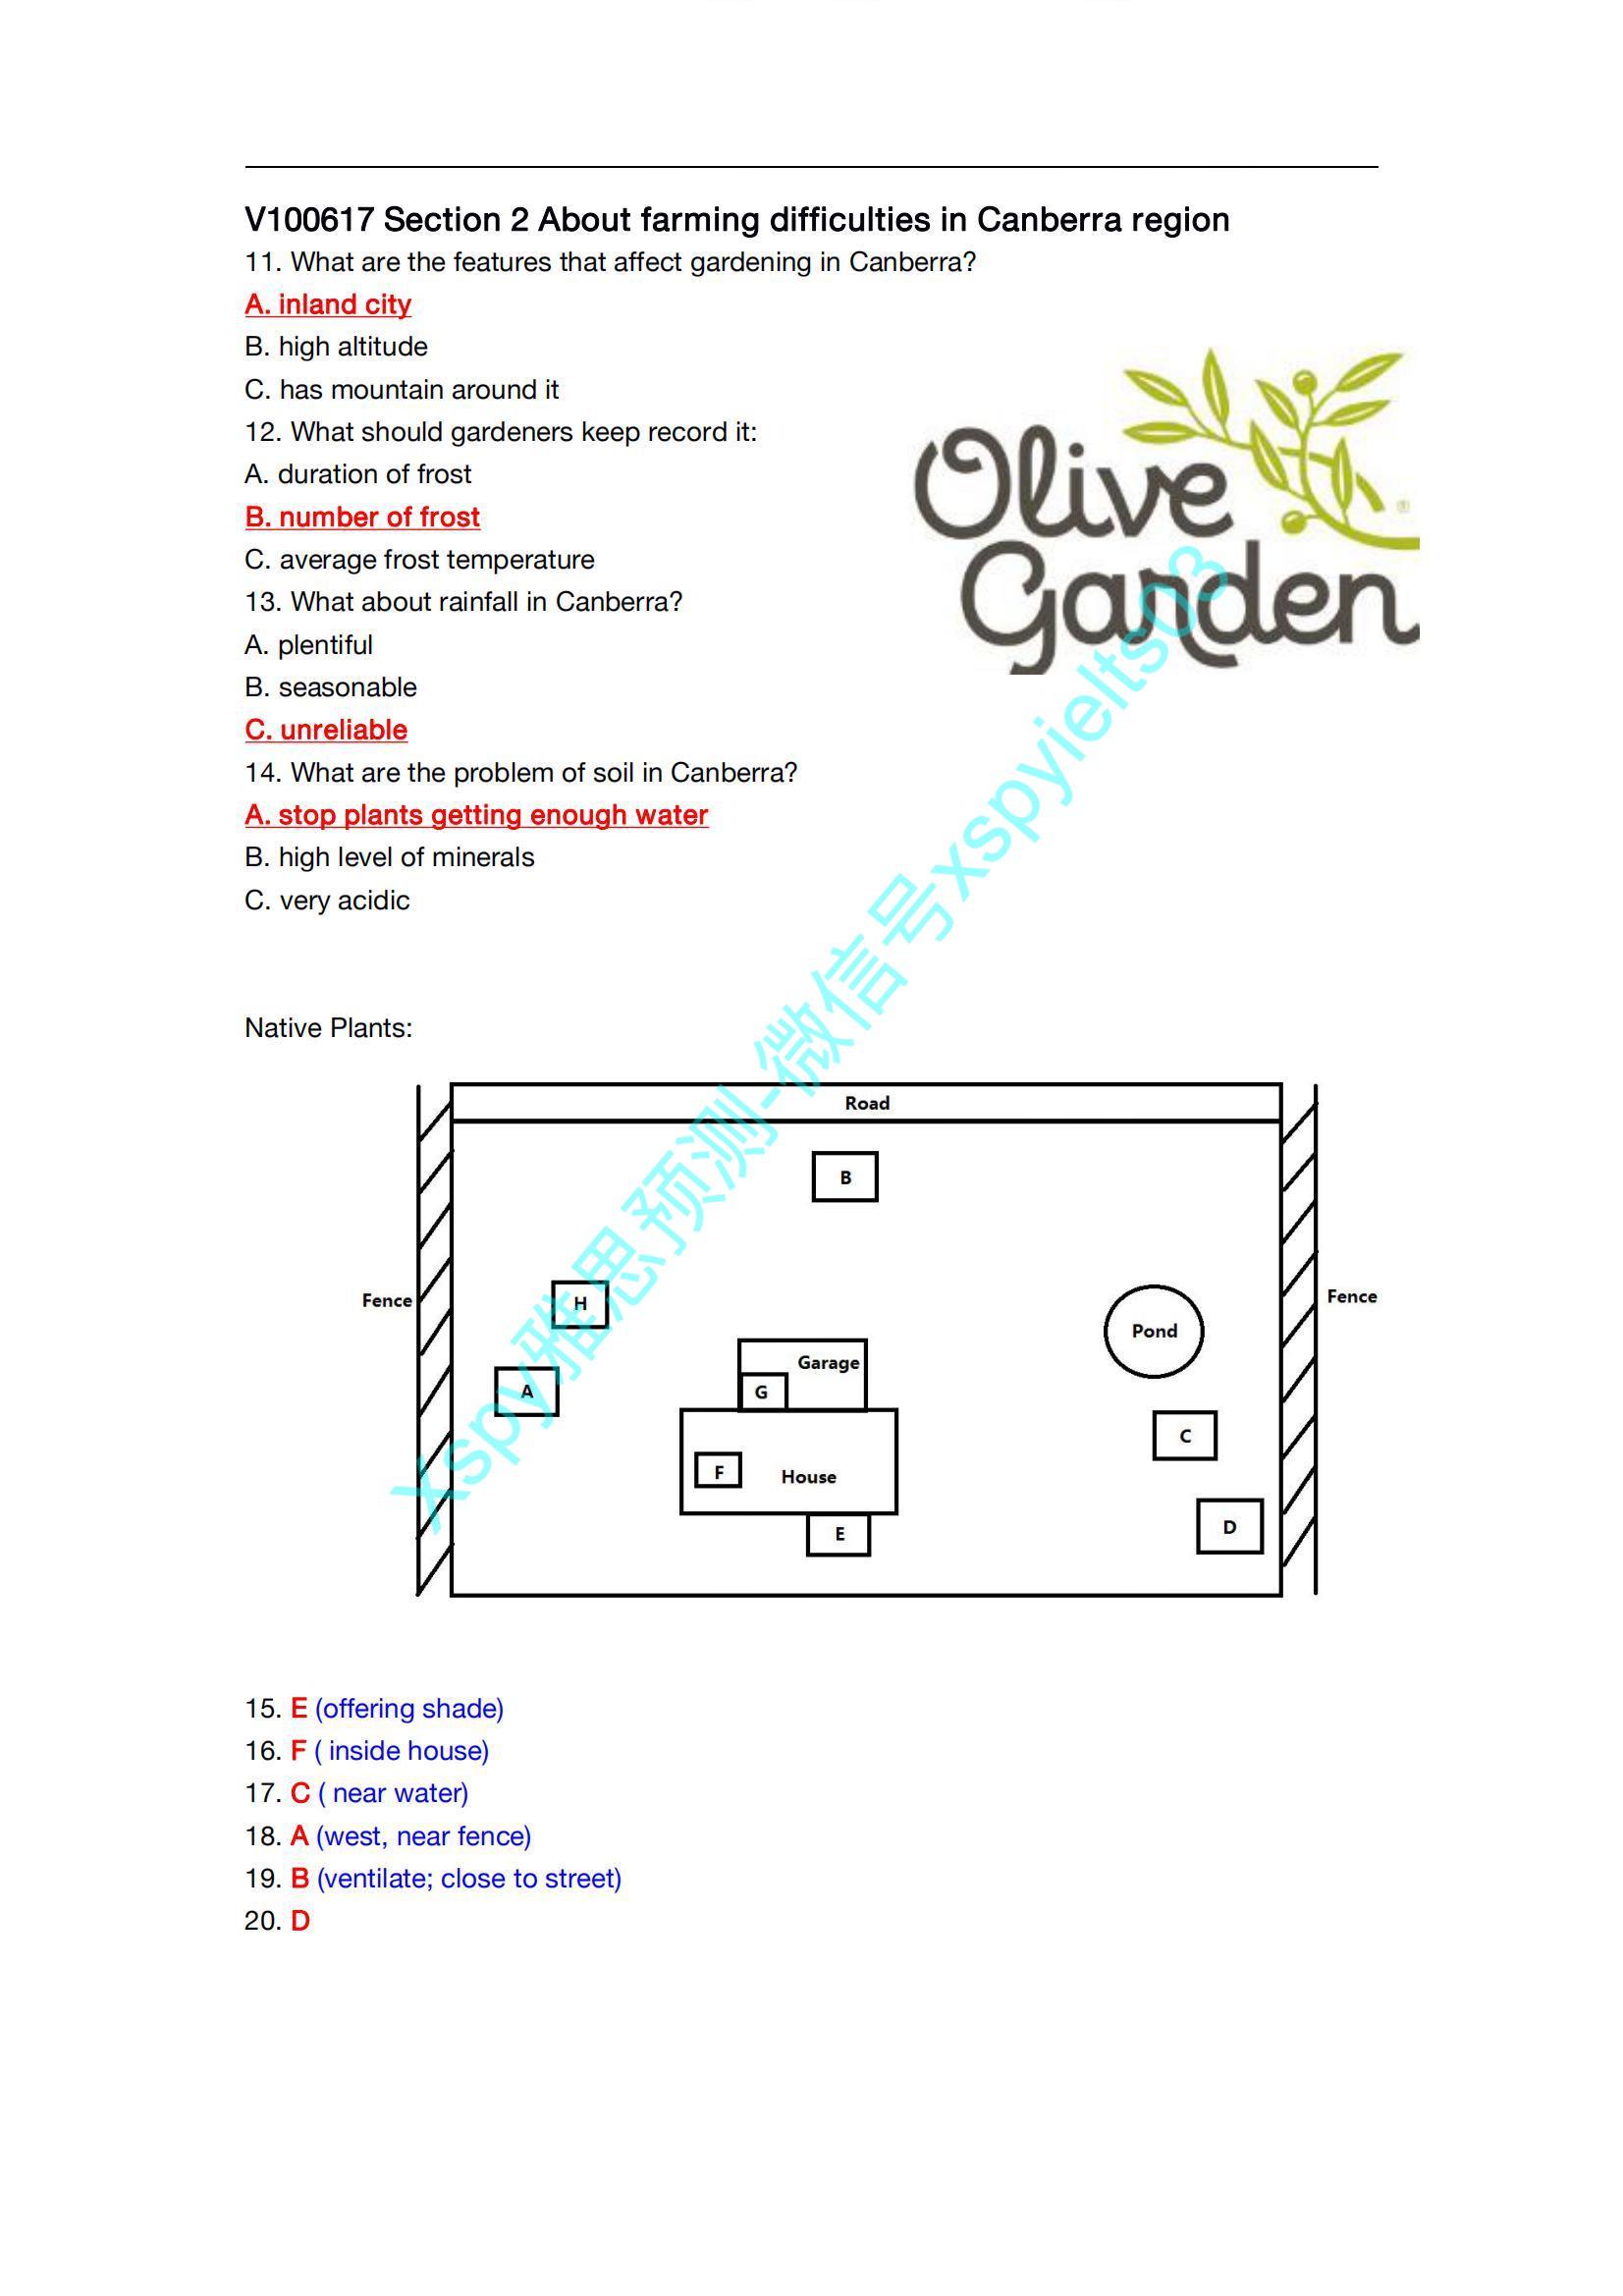 V100617 Section 2 About farming difficulties in Canberra region
11. What are the features that affect gardening in Canberra?
A. inland city
B. high altitude
C. has mountain around it
12. What should gardeners keep record it:
A. duration of frost
B. number of frost
C. average frost temperature
13. What about rainfall in Canberra?
A. plentiful
B. seasonable
C. unreliable
14. What are the problem of soil in Canberra?
A. stop plants getting enough water
B. high level of minerals
C. very acidic
Olive
Garden
Native Plants:
Road
B
Fence
H
Pond
Fence
Garage
A
G
C
F
House
D
E
xspy雅思预测-微信号xspyielts03
15. E (offering shade)
16. F ( inside house)
17. C ( near water)
18. A (west, near fence)
19. B (ventilate; close to street)
20. D